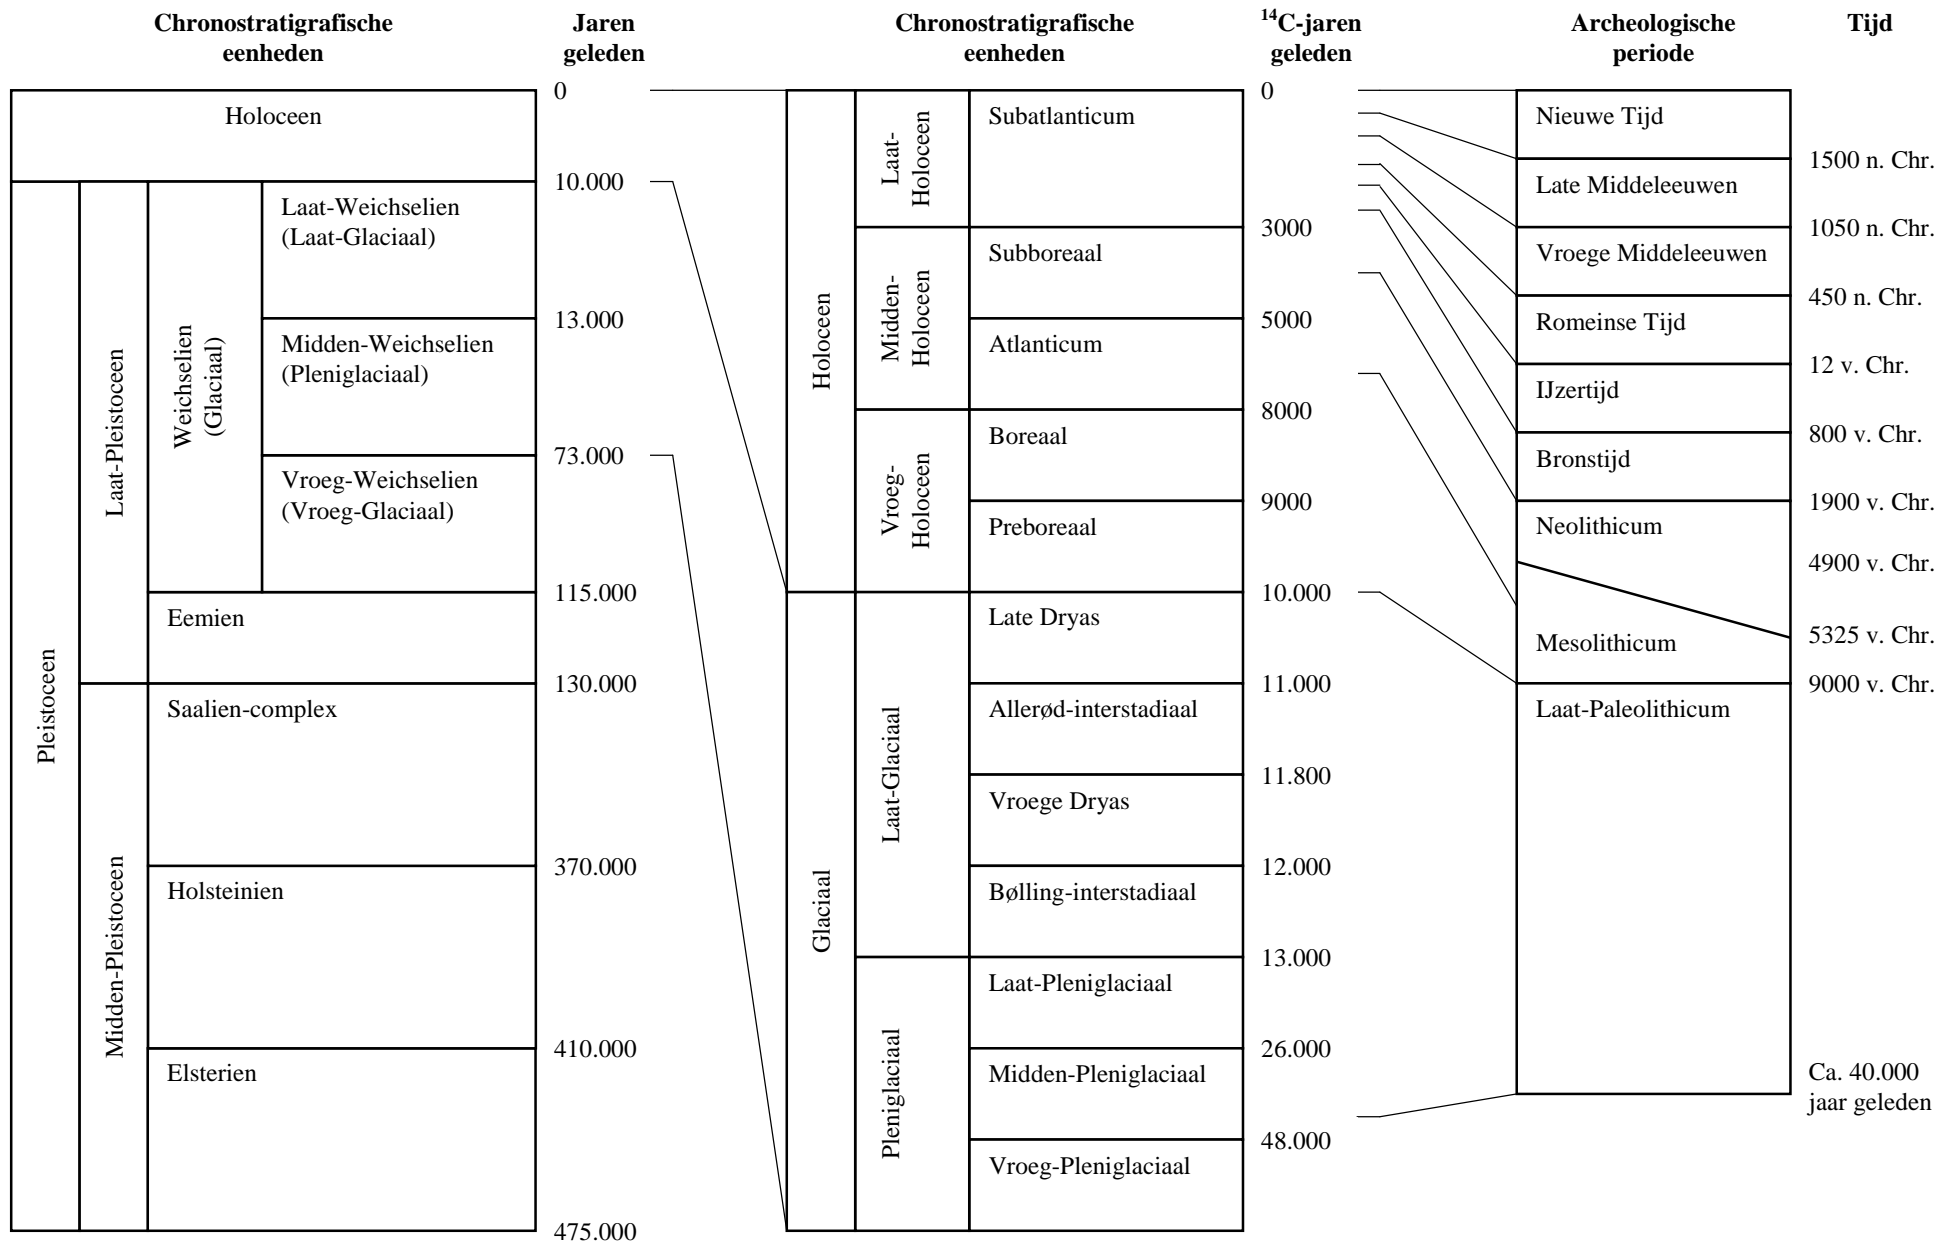 Chronostratigrafische
eenheden
Jaren
geleden
Holoceen
Pleistoceen
Laat-Pleistoceen
Weichselien
(Glaciaal)
Laat-Weichselien
(Laat-Glaciaal)
Midden-Weichselien
(Pleniglaciaal)
Vroeg-Weichselien
(Vroeg-Glaciaal)
Eemien
Midden-Pleistoceen
Saalien-complex
Holsteinien
Elsterien
0
10.000
13.000
73.000
115.000
130.000
370.000
410.000
475.000
Chronostratigrafische
eenheden
14C-jaren
geleden
Holoceen
Laat-
Holoceen
Subatlanticum
Midden-
Holoceen
Subboreaal
Atlanticum
Vroeg-
Holoceen
Boreaal
Preboreaal
Glaciaal
Laat-Glaciaal
Late Dryas
Allerød-interstadiaal
Vroege Dryas
Bølling-interstadiaal
Pleniglaciaal
Laat-Pleniglaciaal
Midden-Pleniglaciaal
Vroeg-Pleniglaciaal
0
3000
5000
8000
9000
10.000
11.000
11.800
12.000
13.000
26.000
48.000
Archeologische
periode
Tijd
Nieuwe Tijd
1500 n. Chr.
Late Middeleeuwen
1050 n. Chr.
Vroege Middeleeuwen
450 n. Chr.
Romeinse Tijd
12 v. Chr.
IJzertijd
800 v. Chr.
Bronstijd
1900 v. Chr.
Neolithicum
4900 v. Chr.
5325 v. Chr.
Mesolithicum
9000 v. Chr.
Laat-Paleolithicum
Ca. 40.000
jaar geleden